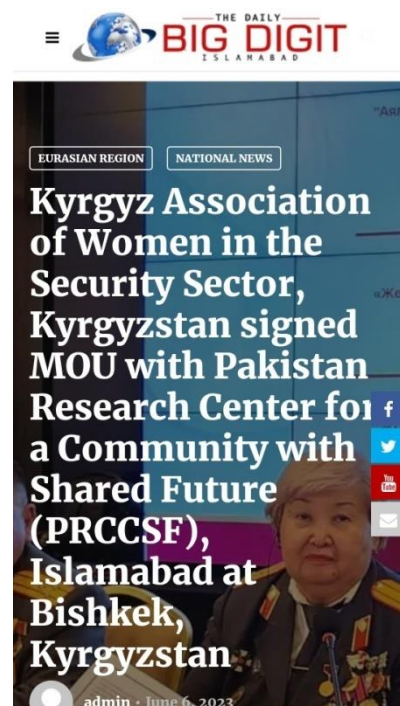 THE DAILY
BIG DIGIT
ISLAMABAD
EURASIAN REGION
NATIONAL NEWS
Kyrgyz Association
of Women in the
Security Sector,
Kyrgyzstan signed
MOU with Pakistan
Research Center for
a Community with
Shared Future
(PRCCSF),
Islamabad at
Bishkek,
Kyrgyzstan
You
Tube
admin • June 6, 2023